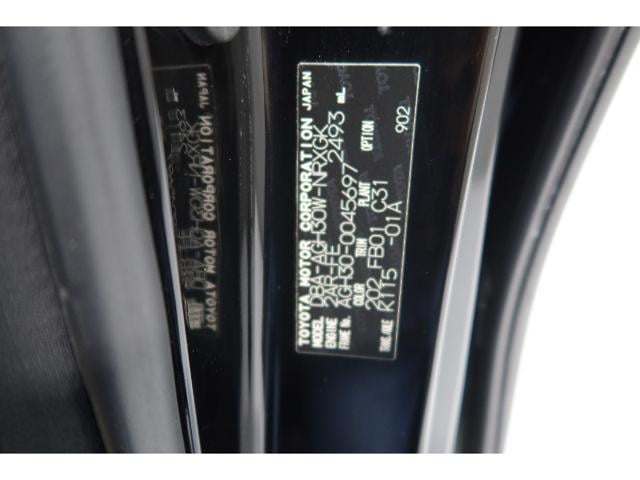 TOYOTA MOTOR CORPORATION JAPAN
MODEL DBA-AGH30W-NRXGK
ENGINE 2AR-FE 2493 mL
FRAME No. AGH30-0045697
COLOR TRIM PLANT OPTION
202 FB01 C31 902
TRANS./AXLE K115 -01A